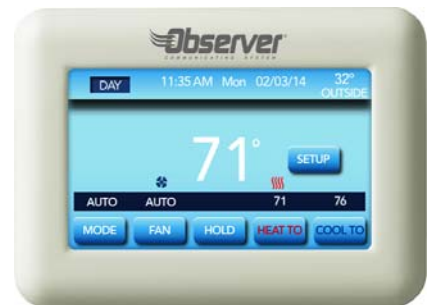 Observer
COMMUNICATING SYSTEM
DAY 11:35 AM Mon 02/03/14 32°
OUTSIDE
71°
SETUP
AUTO AUTO 71 76
MODE FAN HOLD HEAT TO COOL TO